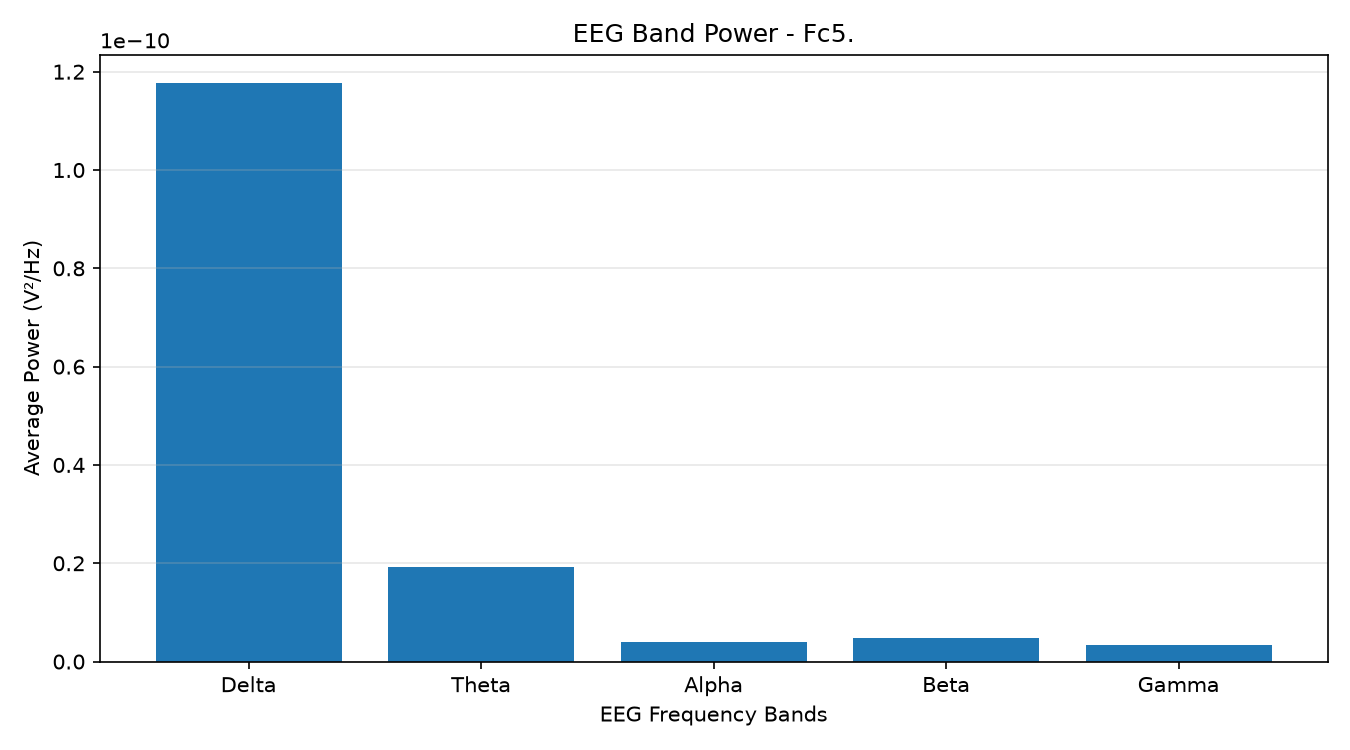 EEG Band Power - Fc5.
1e−10
1.2
1.0
0.8
0.6
0.4
0.2
0.0
Average Power (V²/Hz)
Delta Theta Alpha Beta Gamma
EEG Frequency Bands